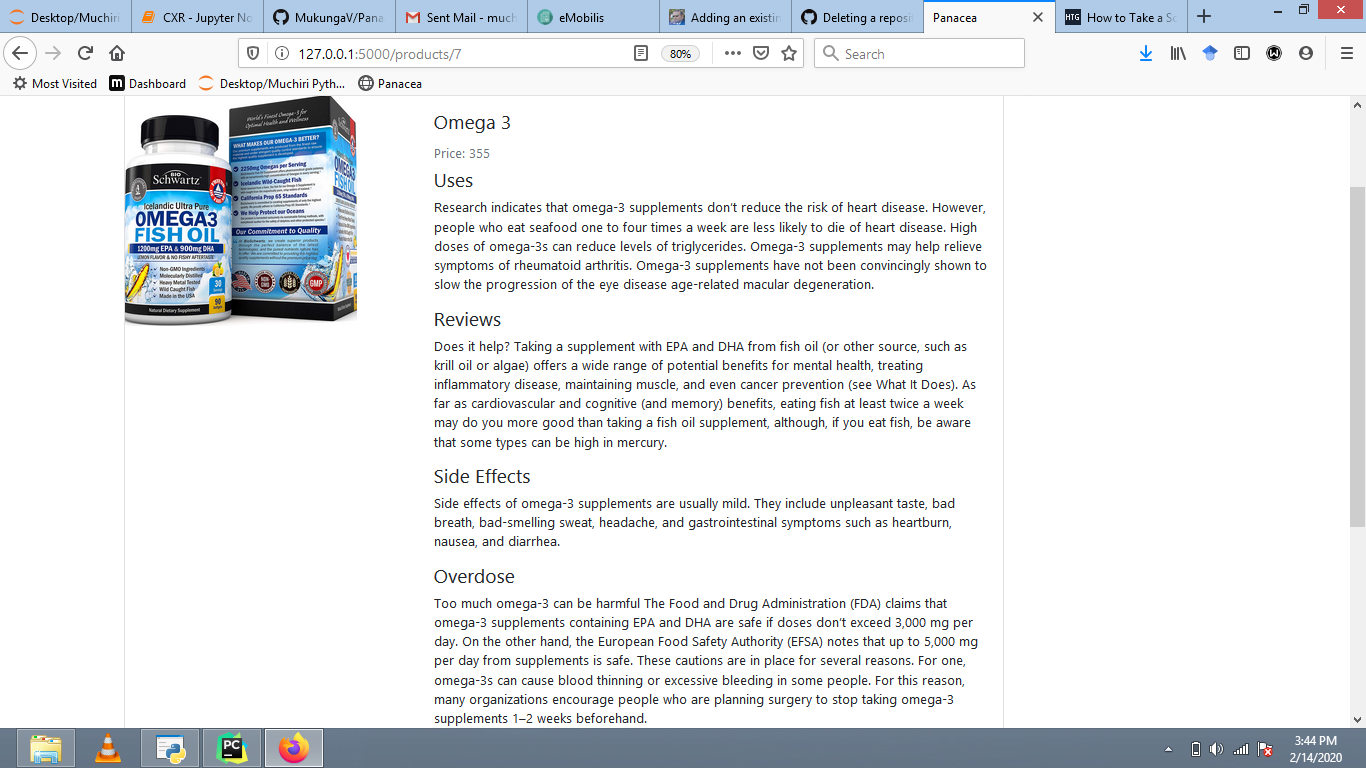 Desktop/Muchiri
CXR - Jupyter No
MukungaV/Pana
Sent Mail - much
eMobilis
Adding an existin
Deleting a reposit
Panacea
How to Take a Sc
127.0.0.1:5000/products/7
80%
Search
Most Visited
Dashboard
Desktop/Muchiri Pyth...
Panacea
World's Finest Omega-3 for
Optimal Health and Wellness
WHAT MAKES OUR OMEGA-3 BETTER?
2250mg Omegas per Serving
Icelandic Wild-Caught Fish
California Prop 65 Standards
We Help Protect our Oceans
Our Commitment to Quality
OMEGA3
FISH OIL
BIO
Schwartz
Icelandic Ultra Pure
OMEGA3
FISH OIL
1200mg EPA & 900mg DHA
LEMON FLAVOR & NO FISHY AFTERTASTE
Non-GMO Ingredients
Molecularly Distilled
Heavy Metal Tested
Wild Caught Fish
Made in the USA
30
90
Natural Dietary Supplement
GMP
Omega 3
Price: 355
Uses
Research indicates that omega-3 supplements don't reduce the risk of heart disease. However,
people who eat seafood one to four times a week are less likely to die of heart disease. High
doses of omega-3s can reduce levels of triglycerides. Omega-3 supplements may help relieve
symptoms of rheumatoid arthritis. Omega-3 supplements have not been convincingly shown to
slow the progression of the eye disease age-related macular degeneration.
Reviews
Does it help? Taking a supplement with EPA and DHA from fish oil (or other source, such as
krill oil or algae) offers a wide range of potential benefits for mental health, treating
inflammatory disease, maintaining muscle, and even cancer prevention (see What It Does). As
far as cardiovascular and cognitive (and memory) benefits, eating fish at least twice a week
may do you more good than taking a fish oil supplement, although, if you eat fish, be aware
that some types can be high in mercury.
Side Effects
Side effects of omega-3 supplements are usually mild. They include unpleasant taste, bad
breath, bad-smelling sweat, headache, and gastrointestinal symptoms such as heartburn,
nausea, and diarrhea.
Overdose
Too much omega-3 can be harmful The Food and Drug Administration (FDA) claims that
omega-3 supplements containing EPA and DHA are safe if doses don't exceed 3,000 mg per
day. On the other hand, the European Food Safety Authority (EFSA) notes that up to 5,000 mg
per day from supplements is safe. These cautions are in place for several reasons. For one,
omega-3s can cause blood thinning or excessive bleeding in some people. For this reason,
many organizations encourage people who are planning surgery to stop taking omega-3
supplements 1–2 weeks beforehand.
3:44 PM
2/14/2020